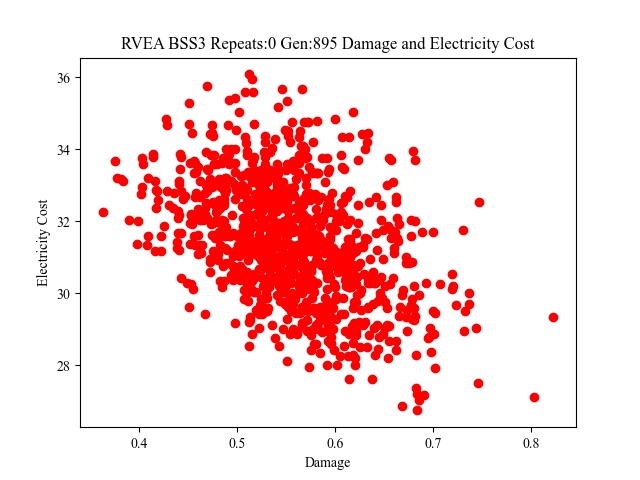 RVEA BSS3 Repeats:0 Gen:895 Damage and Electricity Cost
36
34
32
30
28
Electricity Cost
0.4 0.5 0.6 0.7 0.8
Damage